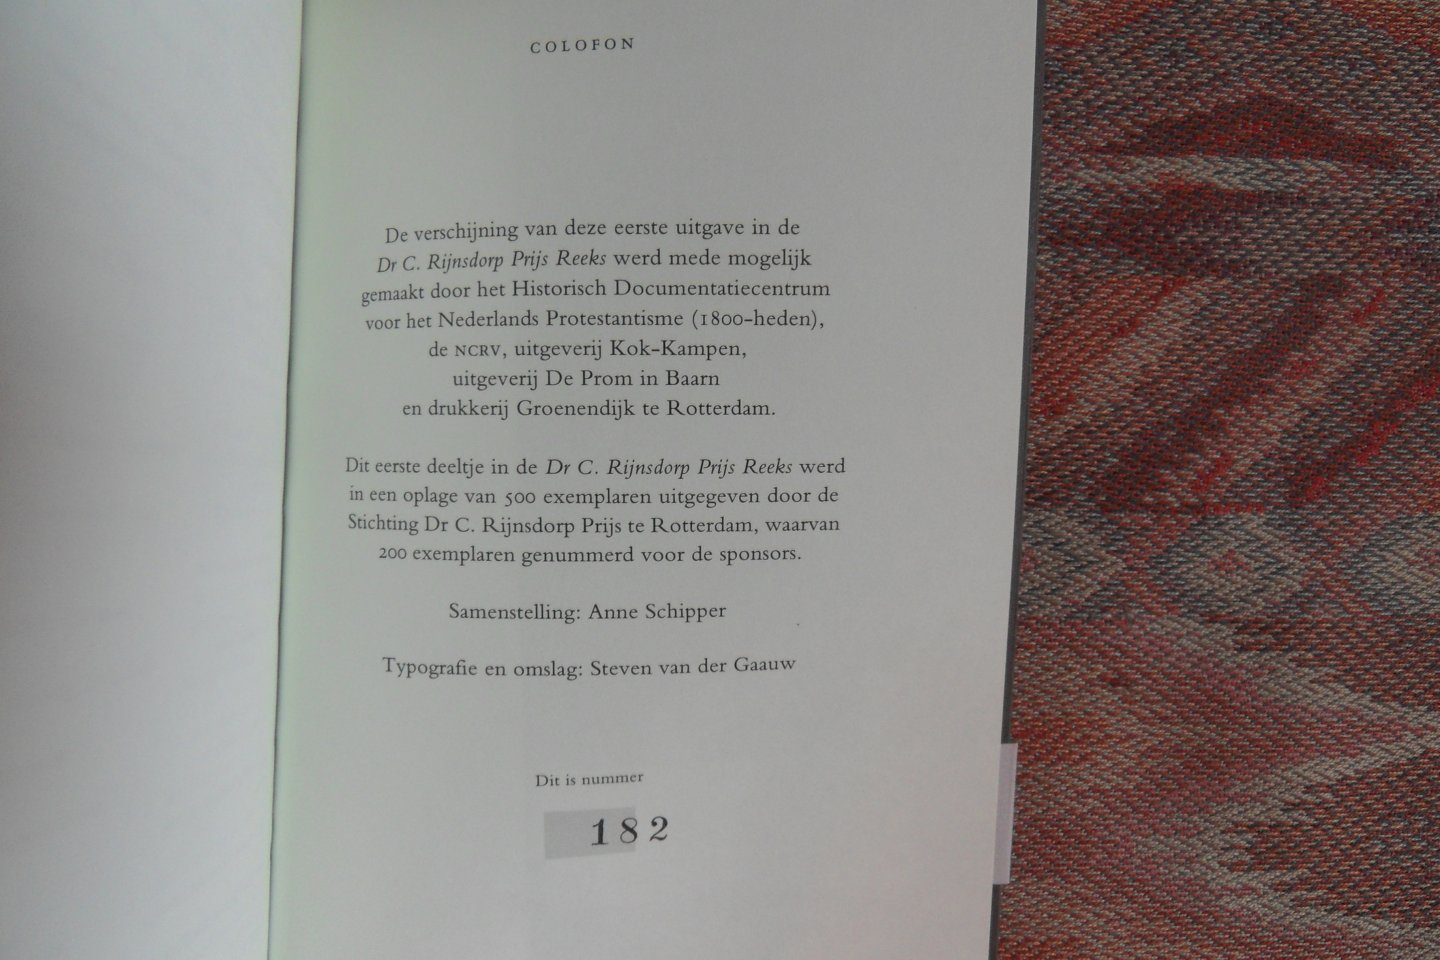 COLOFON
De verschijning van deze eerste uitgave in de
Dr C. Rijnsdorp Prijs Reeks werd mede mogelijk
gemaakt door het Historisch Documentatiecentrum
voor het Nederlands Protestantisme (1800-heden),
de NCRV, uitgeverij Kok-Kampen,
uitgeverij De Prom in Baarn
en drukkerij Groenendijk te Rotterdam.
Dit eerste deeltje in de Dr C. Rijnsdorp Prijs Reeks werd
in een oplage van 500 exemplaren uitgegeven door de
Stichting Dr C. Rijnsdorp Prijs te Rotterdam, waarvan
200 exemplaren genummerd voor de sponsors.
Samenstelling: Anne Schipper
Typografie en omslag: Steven van der Gaauw
Dit is nummer
182